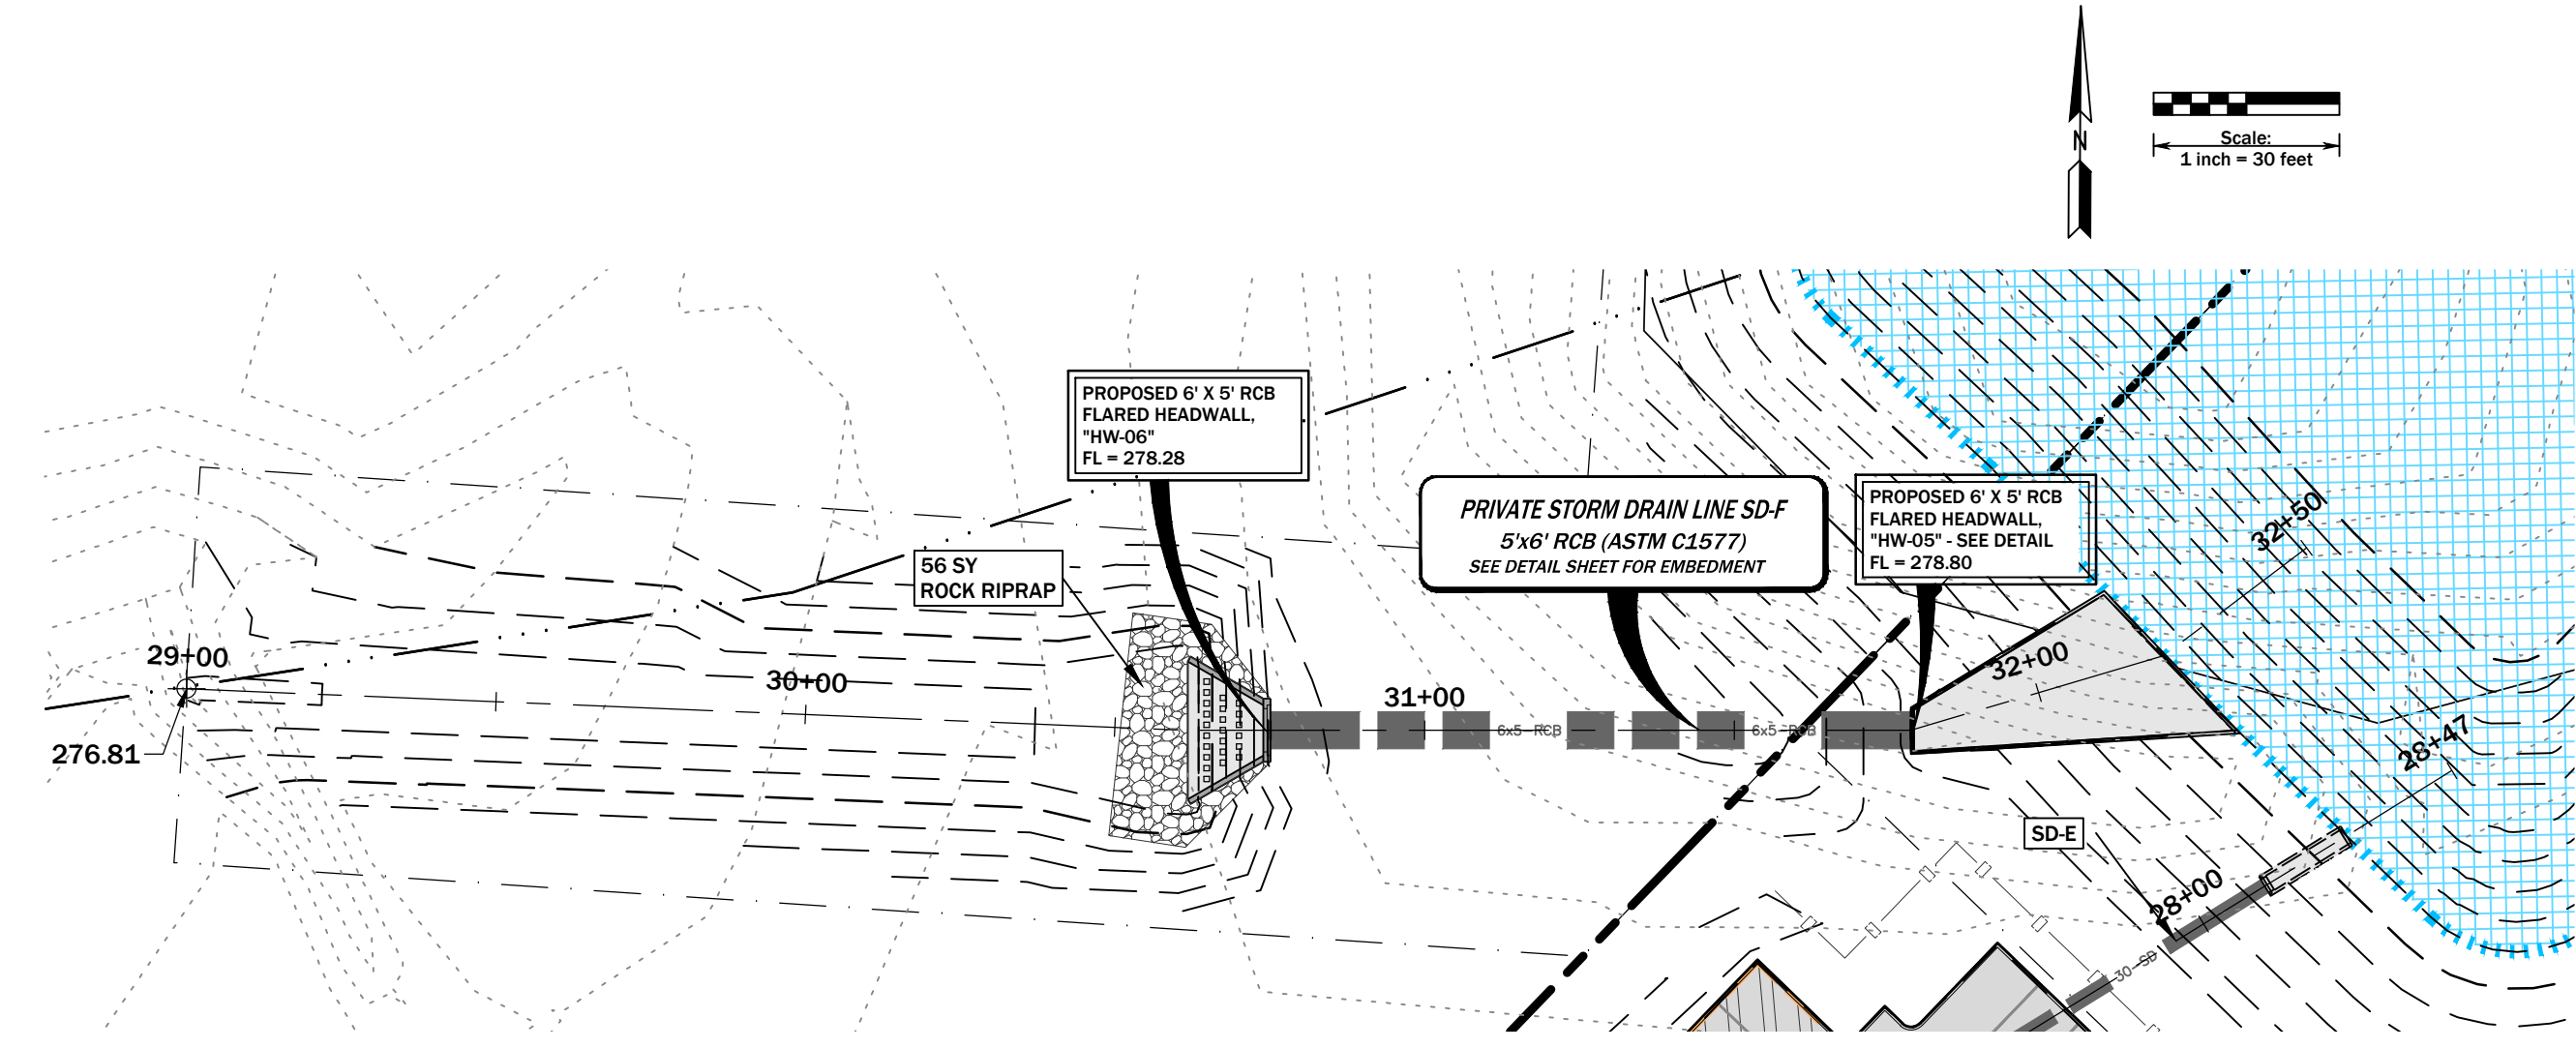 N
Scale:
1 inch = 30 feet
PROPOSED 6' X 5' RCB
FLARED HEADWALL,
"HW-06"
FL = 278.28
PRIVATE STORM DRAIN LINE SD-F
5'x6' RCB (ASTM C1577)
SEE DETAIL SHEET FOR EMBEDMENT
PROPOSED 6' X 5' RCB
FLARED HEADWALL,
"HW-05" - SEE DETAIL
FL = 278.80
32+50
56 SY
ROCK RIPRAP
29+00
30+00
31+00
32+00
6x5-RCB
6x5-RCB
276.81
28+47
SD-E
28+00
30-SD